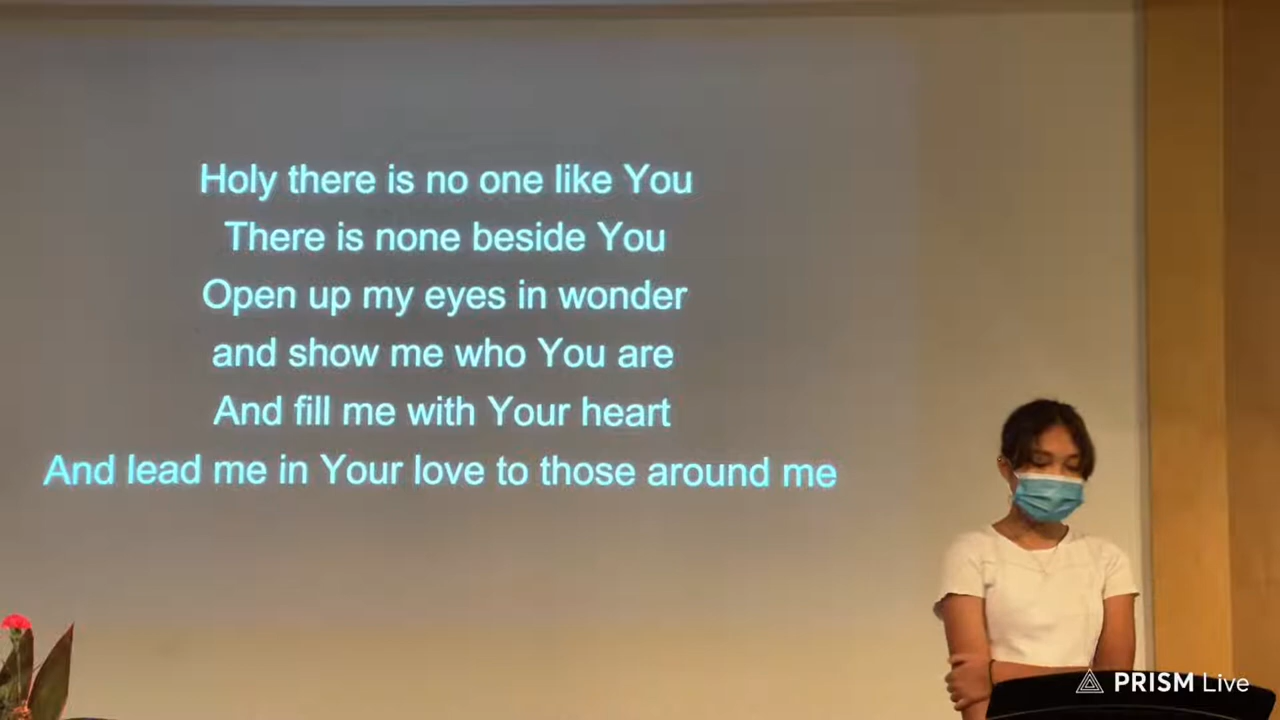 Holy there is no one like You
There is none beside You
Open up my eyes in wonder
and show me who You are
And fill me with Your heart
And lead me in Your love to those around me
PRISM Live